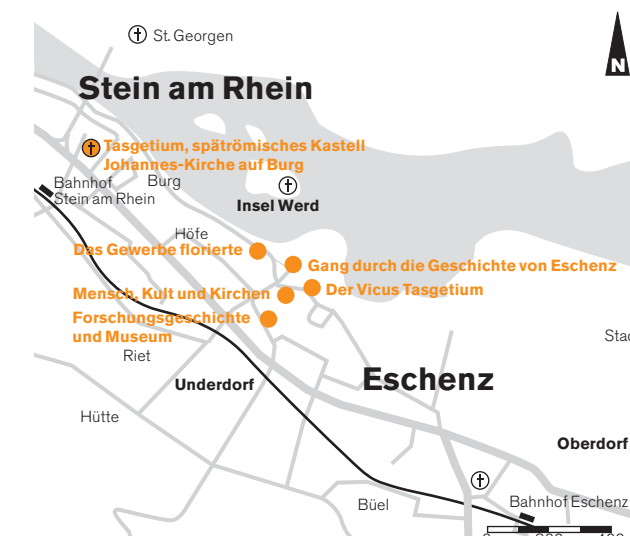 St. Georgen
N
Stein am Rhein
Tasgetium, spätrömisches Kastell
Johannes-Kirche auf Burg
Bahnhof
Stein am Rhein
Burg
Insel Werd
Höfe
Das Gewerbe florierte
Gang durch die Geschichte von Eschenz
Mensch, Kult und Kirchen
Der Vicus Tasgetium
Forschungsgeschichte
und Museum
Riet
Underdorf
Eschenz
Hütte
Oberdorf
Büel
Bahnhof Eschenz